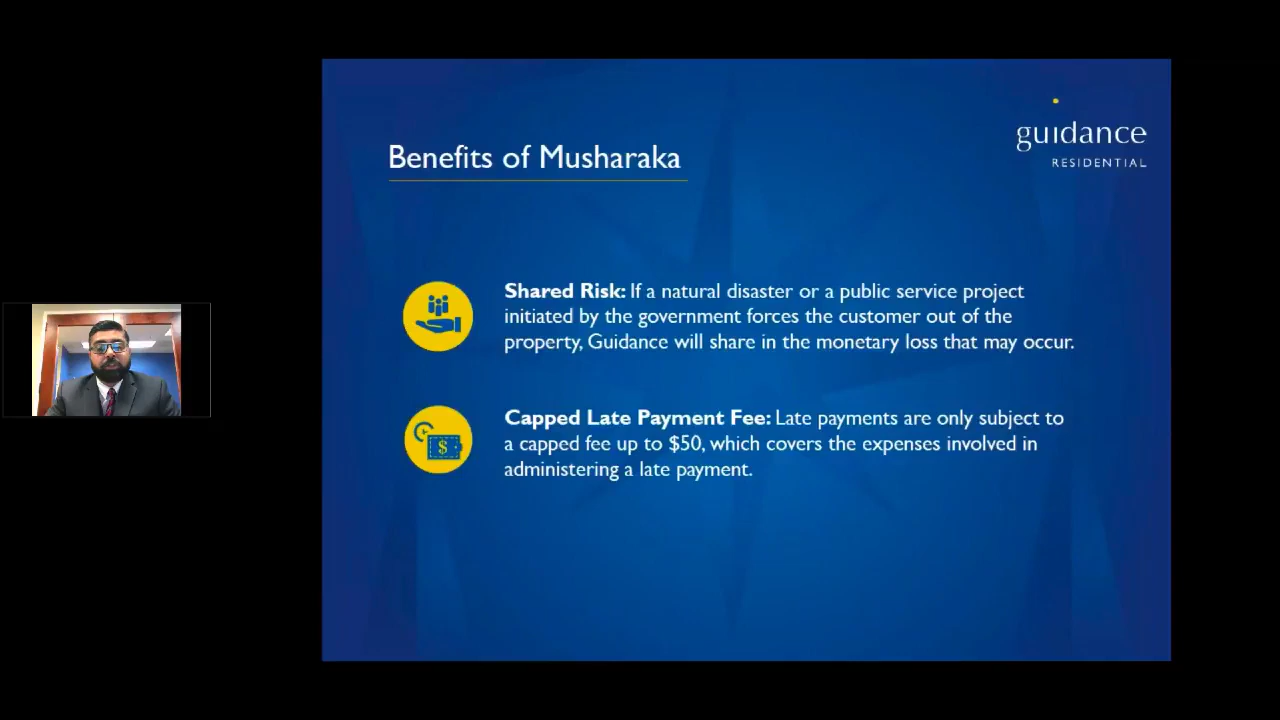 guidance
RESIDENTIAL
Benefits of Musharaka
Shared Risk: If a natural disaster or a public service project
initiated by the government forces the customer out of the
property, Guidance will share in the monetary loss that may occur.
Capped Late Payment Fee: Late payments are only subject to
a capped fee up to $50, which covers the expenses involved in
administering a late payment.
$